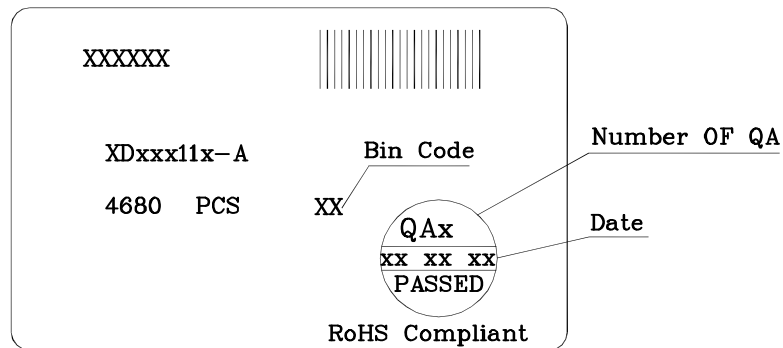 XXXXXX
Number OF QA
XDxxx11x-A
Bin Code
4680 PCS
XX
QAx
Date
xx xx xx
PASSED
RoHS Compliant